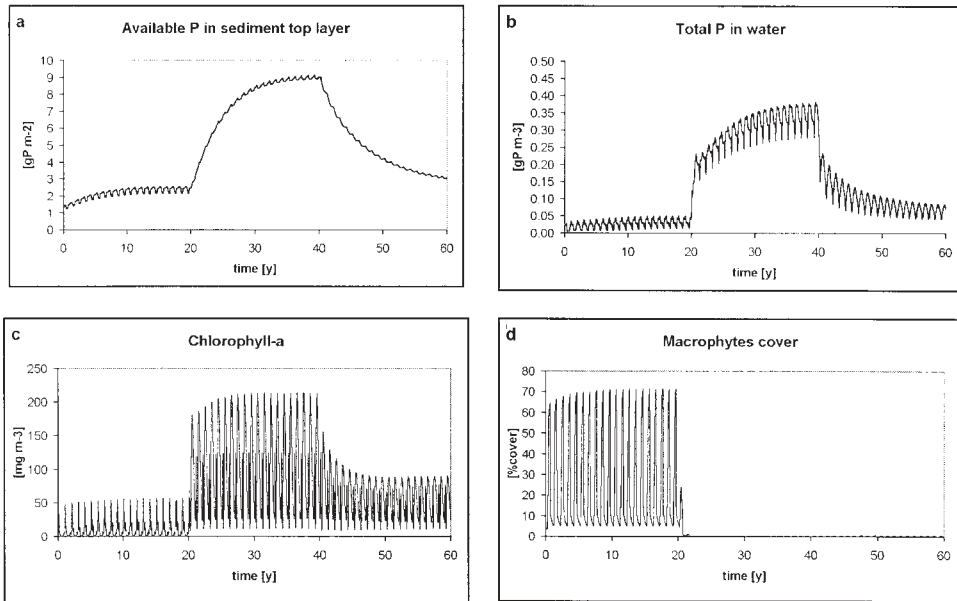 a
Available P in sediment top layer
[gP m-2]
10
9
8
7
6
5
4
3
2
1
0
0 10 20 30 40 50 60
time [y]
b
Total P in water
[gP m-3]
0.50
0.45
0.40
0.35
0.30
0.25
0.20
0.15
0.10
0.05
0.00
0 10 20 30 40 50 60
time [y]
c
Chlorophyll-a
[mg m-3]
250
200
150
100
50
0
0 10 20 30 40 50 60
time [y]
d
Macrophytes cover
[%cover]
80
70
60
50
40
30
20
10
0
0 10 20 30 40 50 60
time [y]